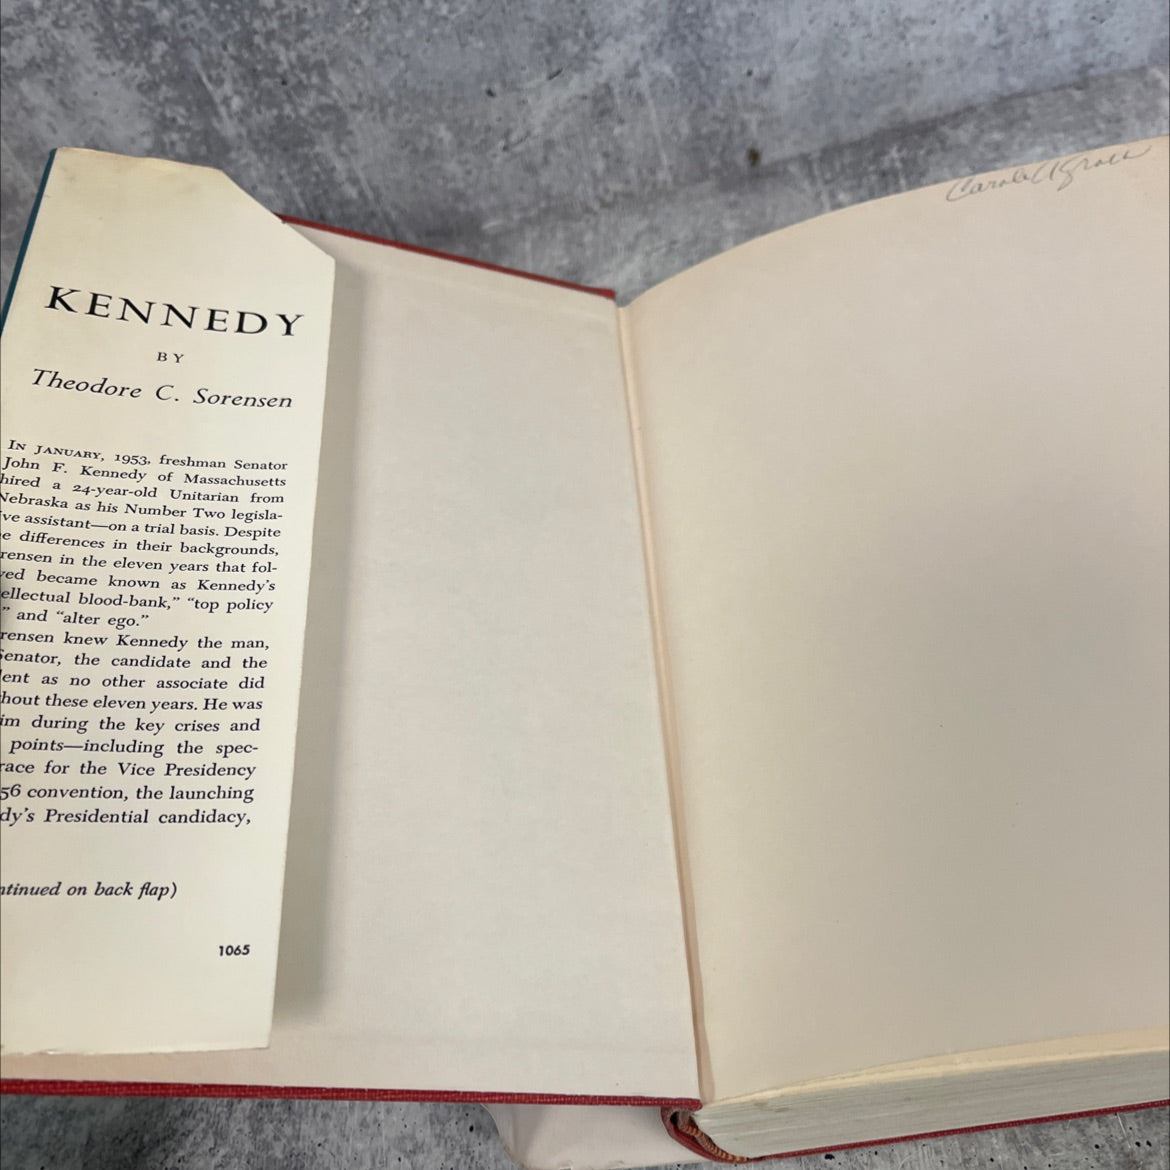 KENNEDY
BY
Theodore C. Sorensen
IN JANUARY, 1953, freshman Senator
John F. Kennedy of Massachusetts
hired a 24-year-old Unitarian from
Nebraska as his Number Two legisla-
ve assistant—on a trial basis. Despite
e differences in their backgrounds,
rensen in the eleven years that fol-
ved became known as Kennedy's
ellectual blood-bank," "top policy
" and "alter ego."
rensen knew Kennedy the man,
Senator, the candidate and the
ent as no other associate did
hout these eleven years. He was
im during the key crises and
points—including the spec-
race for the Vice Presidency
56 convention, the launching
dy's Presidential candidacy,
ntinued on back flap)
1065
Carole